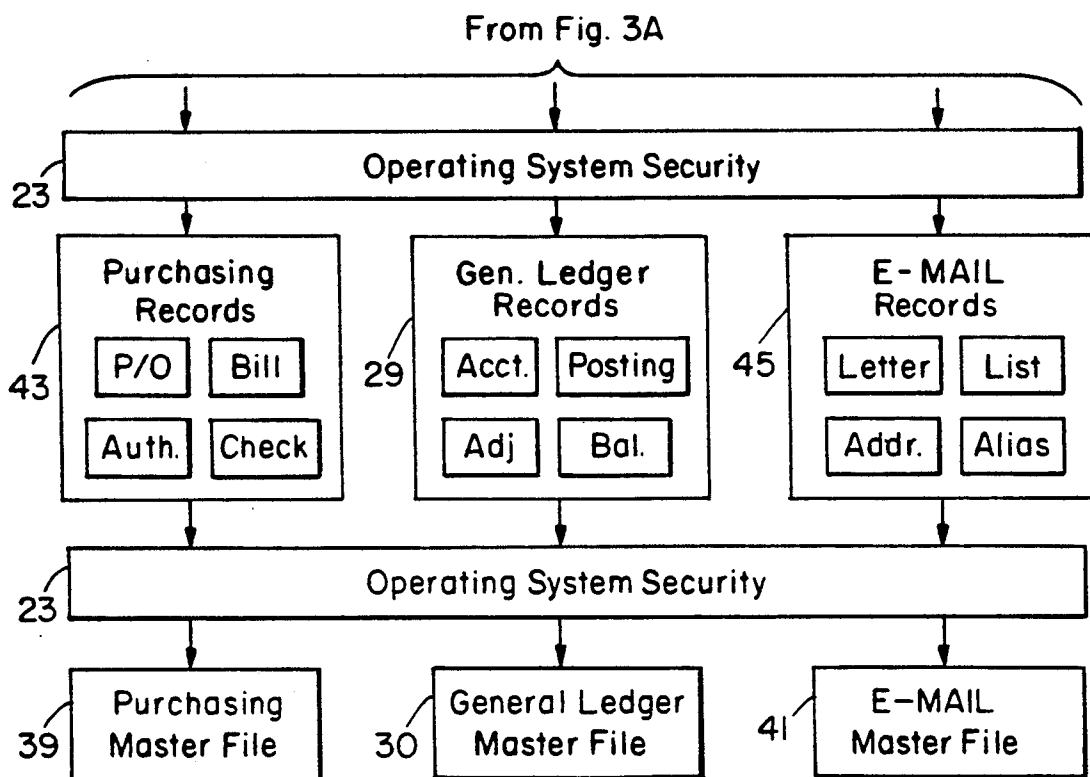 From Fig. 3A
Operating System Security
23
Purchasing
Records
P/O
Bill
Auth.
Check
43
Gen. Ledger
Records
Acct.
Posting
Adj
Bal.
29
E-MAIL
Records
Letter
List
Addr.
Alias
45
Operating System Security
23
Purchasing
Master File
39
General Ledger
Master File
30
E-MAIL
Master File
41